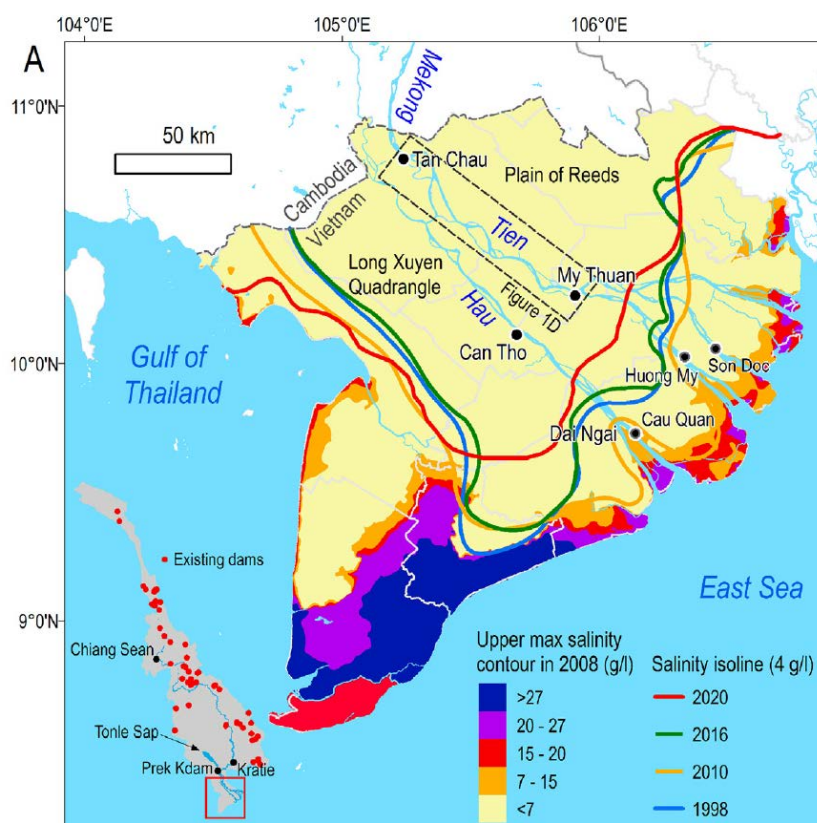 104°0'E
105°0'E
106°0'E
A
11°0'N
10°0'N
9°0'N
50 km
Mekong
Tan Chau
Plain of Reeds
Cambodia
Vietnam
Tien
Long Xuyen
Quadrangle
My Thuan
Hau
Figure 1D
Can Tho
Gulf of
Thailand
Huong My
Son Doc
Cau Quan
Dai Ngai
East Sea
Existing dams
Chiang Sean
Tonle Sap
Prek Kdam
Kratie
Upper max salinity
contour in 2008 (g/l)
>27
20 - 27
15 - 20
7 - 15
<7
Salinity isoline (4 g/l)
2020
2016
2010
1998